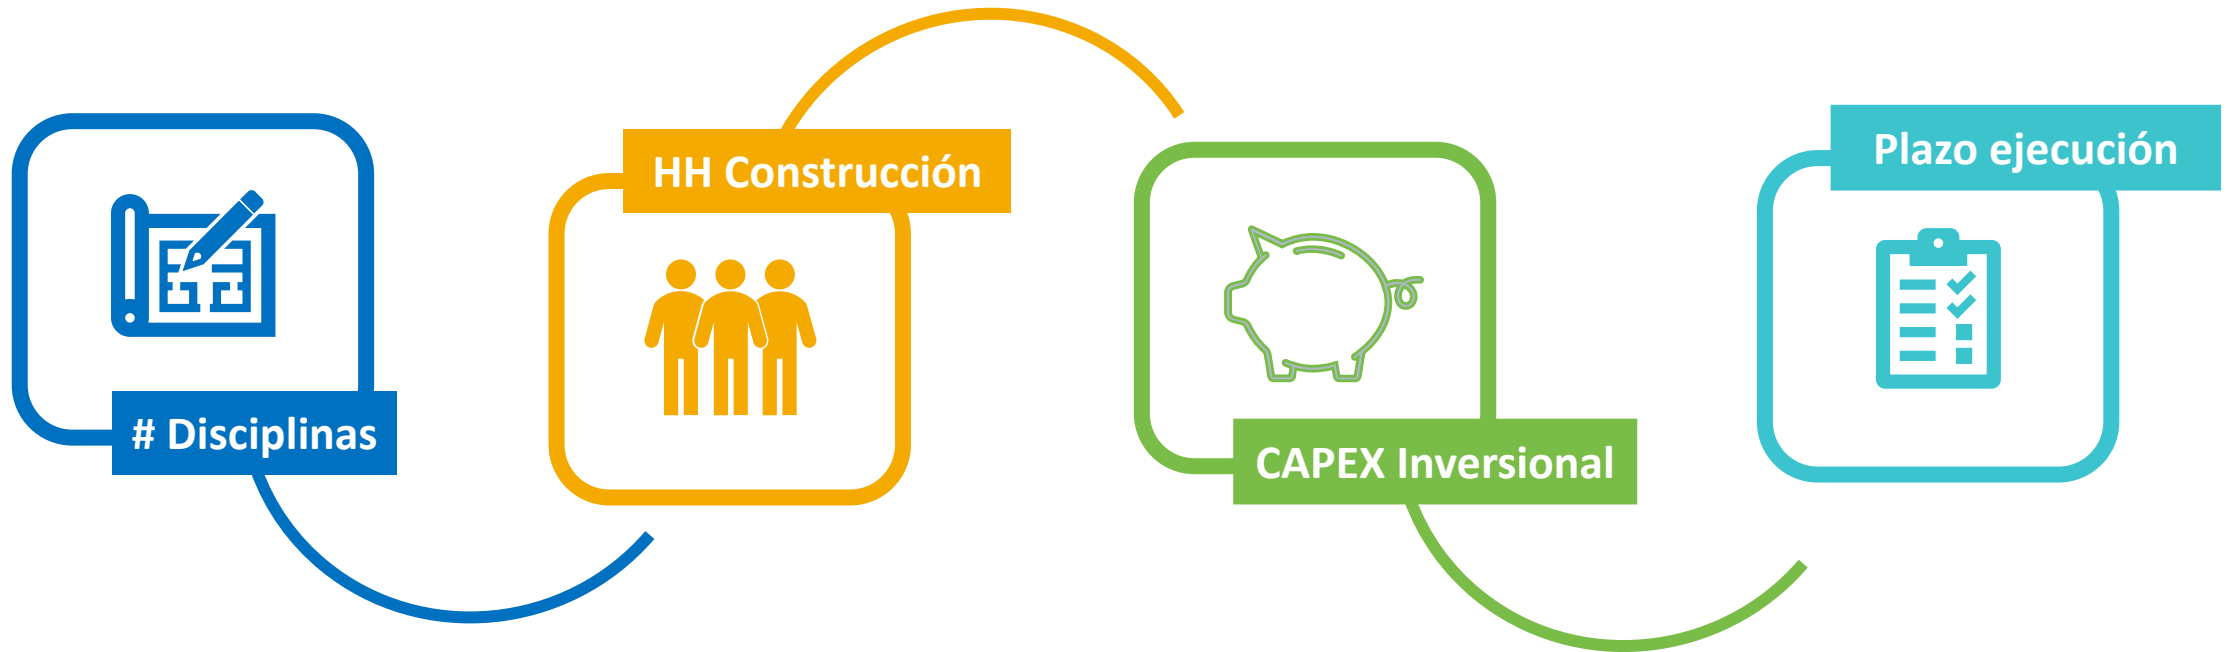 # Disciplinas
HH Construcción
CAPEX Inversional
Plazo ejecución